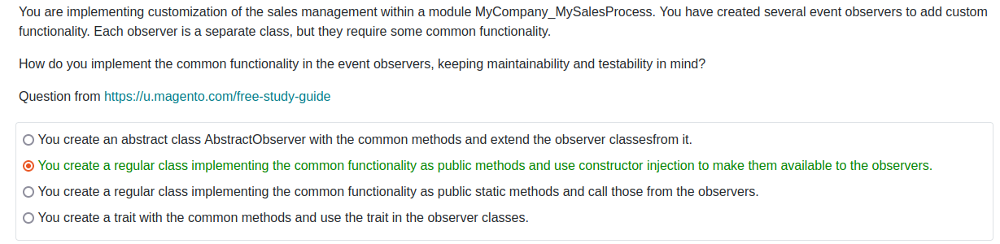 You are implementing customization of the sales management within a module MyCompany_MySalesProcess. You have created several event observers to add custom
functionality. Each observer is a separate class, but they require some common functionality.
How do you implement the common functionality in the event observers, keeping maintainability and testability in mind?
Question from https://u.magento.com/free-study-guide
You create an abstract class AbstractObserver with the common methods and extend the observer classesfrom it.
You create a regular class implementing the common functionality as public methods and use constructor injection to make them available to the observers.
You create a regular class implementing the common functionality as public static methods and call those from the observers.
You create a trait with the common methods and use the trait in the observer classes.